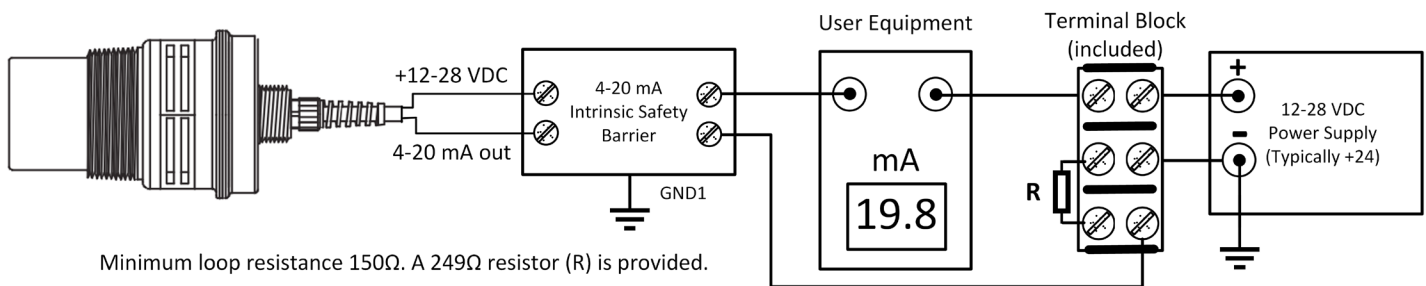 User Equipment
Terminal Block
(included)
+12-28 VDC
4-20 mA out
4-20 mA
Intrinsic Safety
Barrier
GND1
mA
19.8
R
+
-
12-28 VDC
Power Supply
(Typically +24)
Minimum loop resistance 150Ω. A 249Ω resistor (R) is provided.